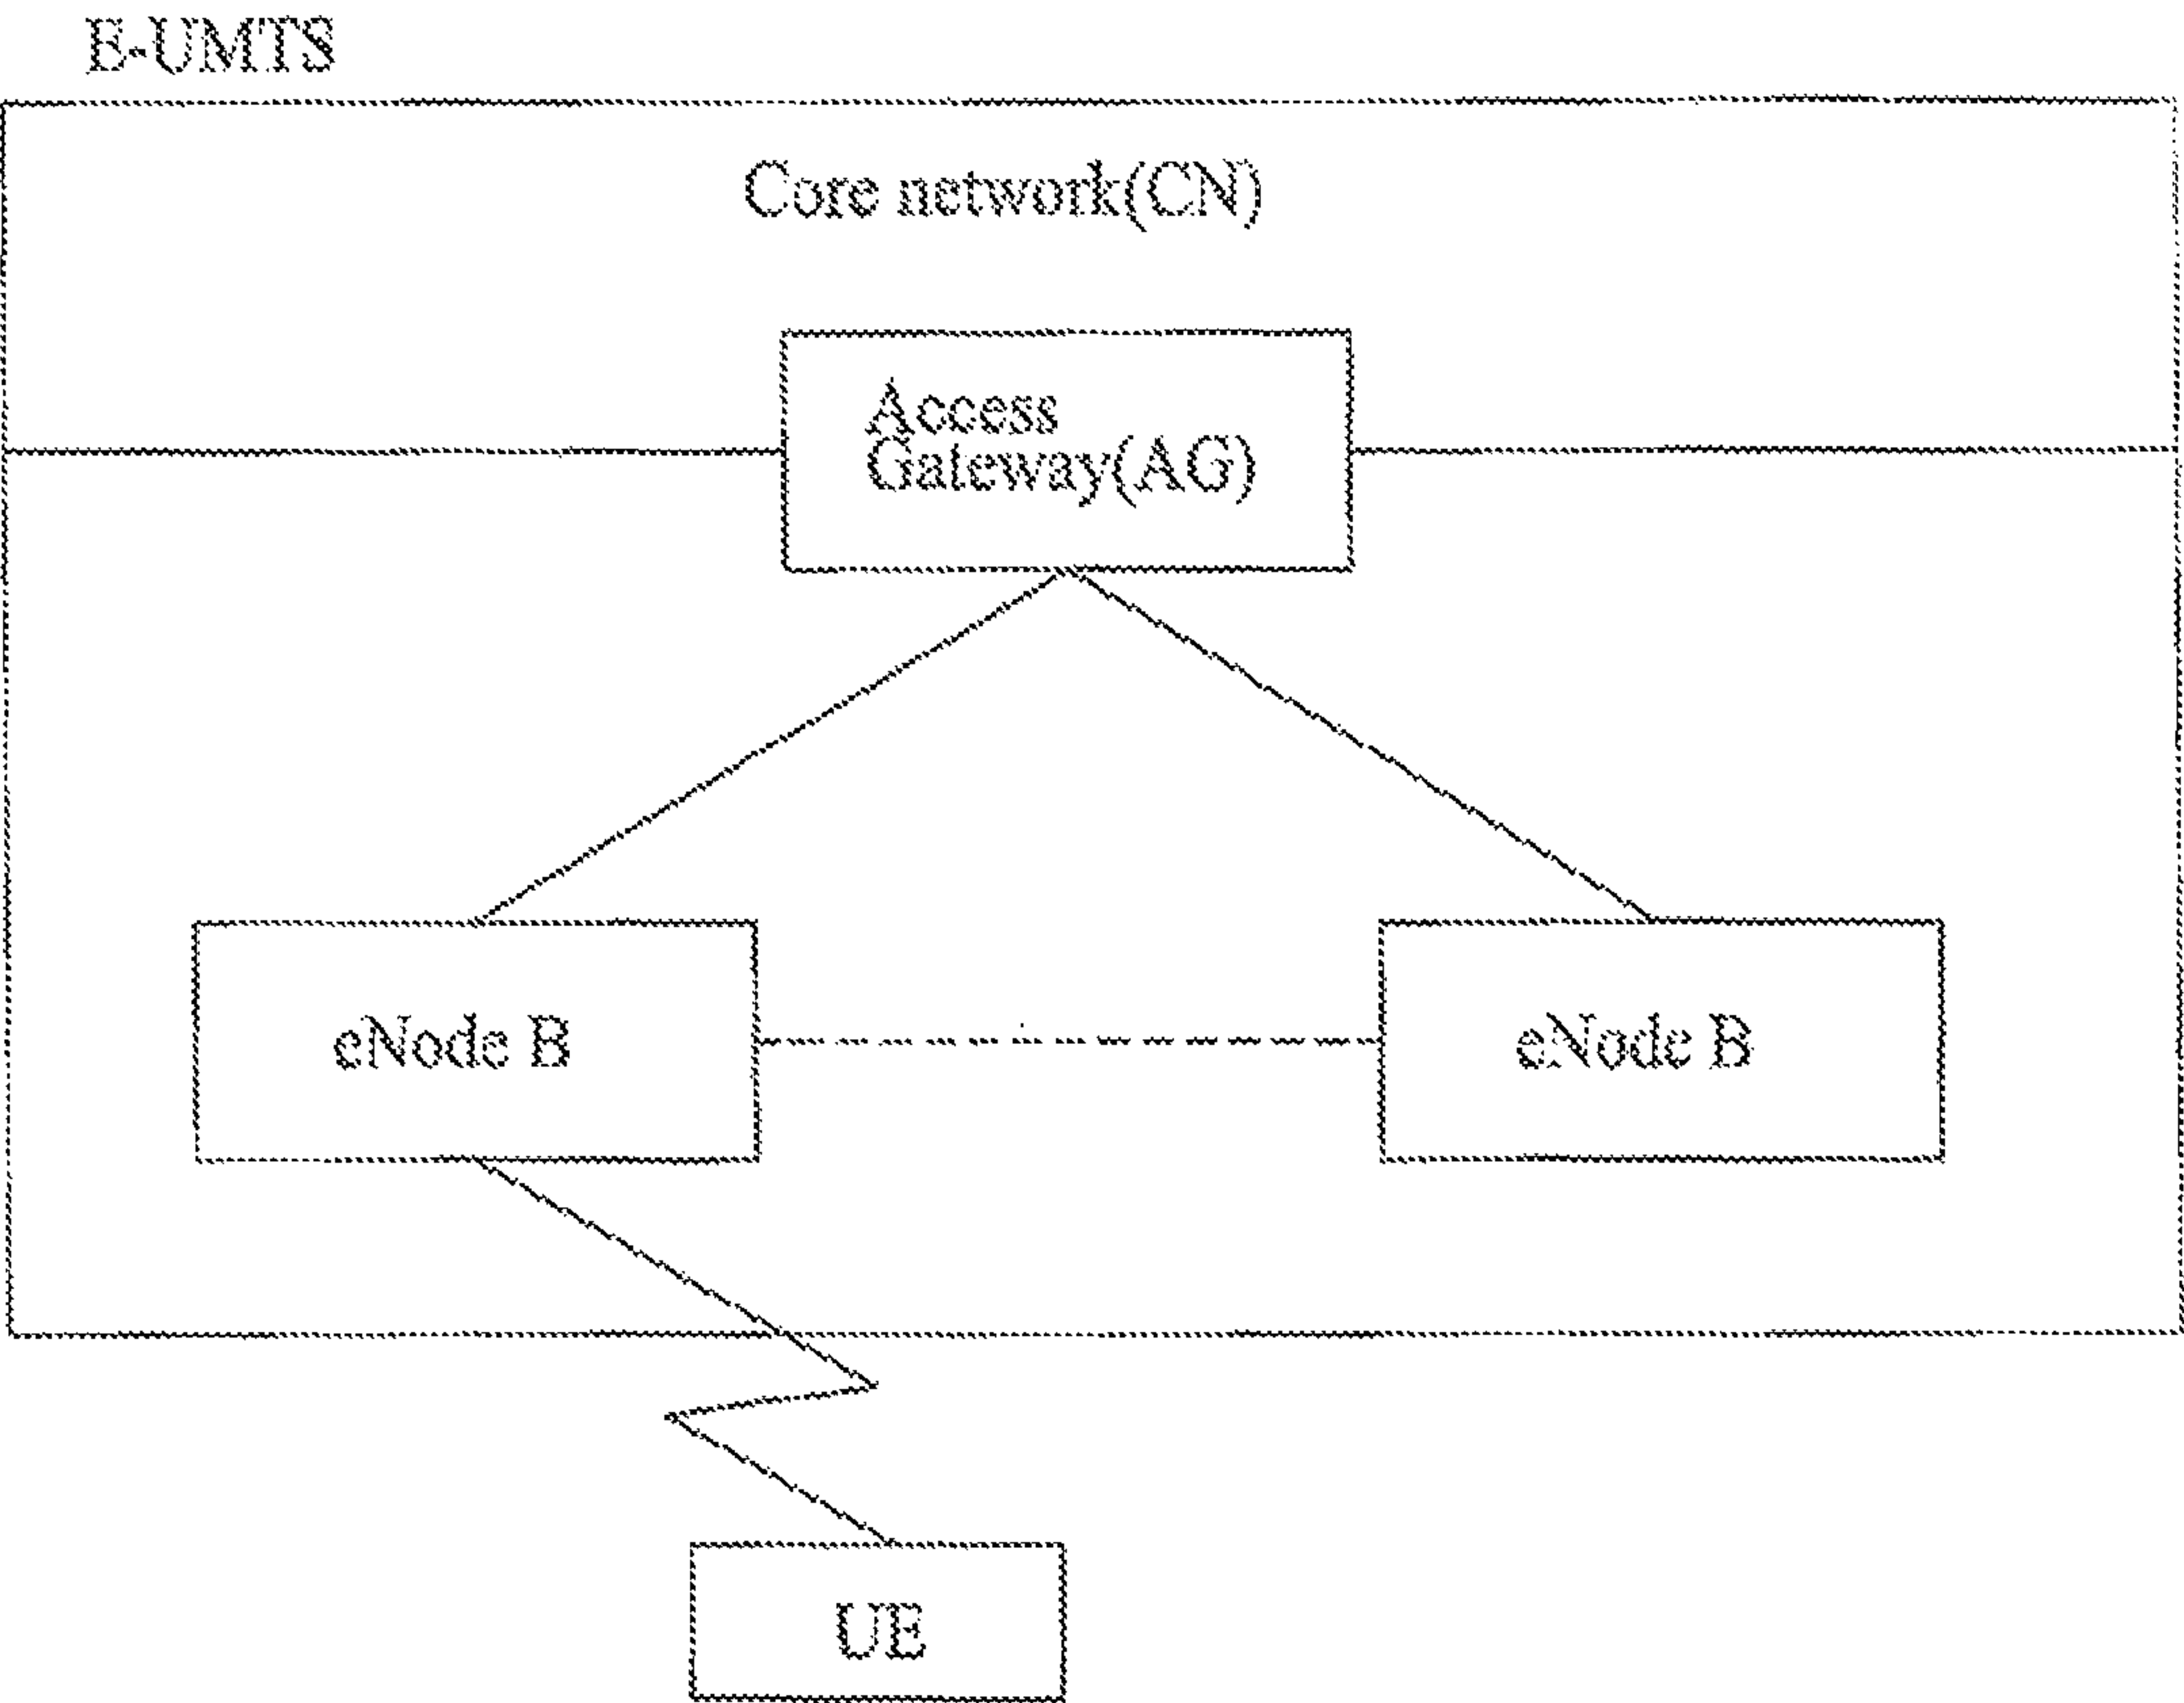 E-UMTS
Core network(CN)
Access
Gateway(AG)
eNode B
eNode B
UE